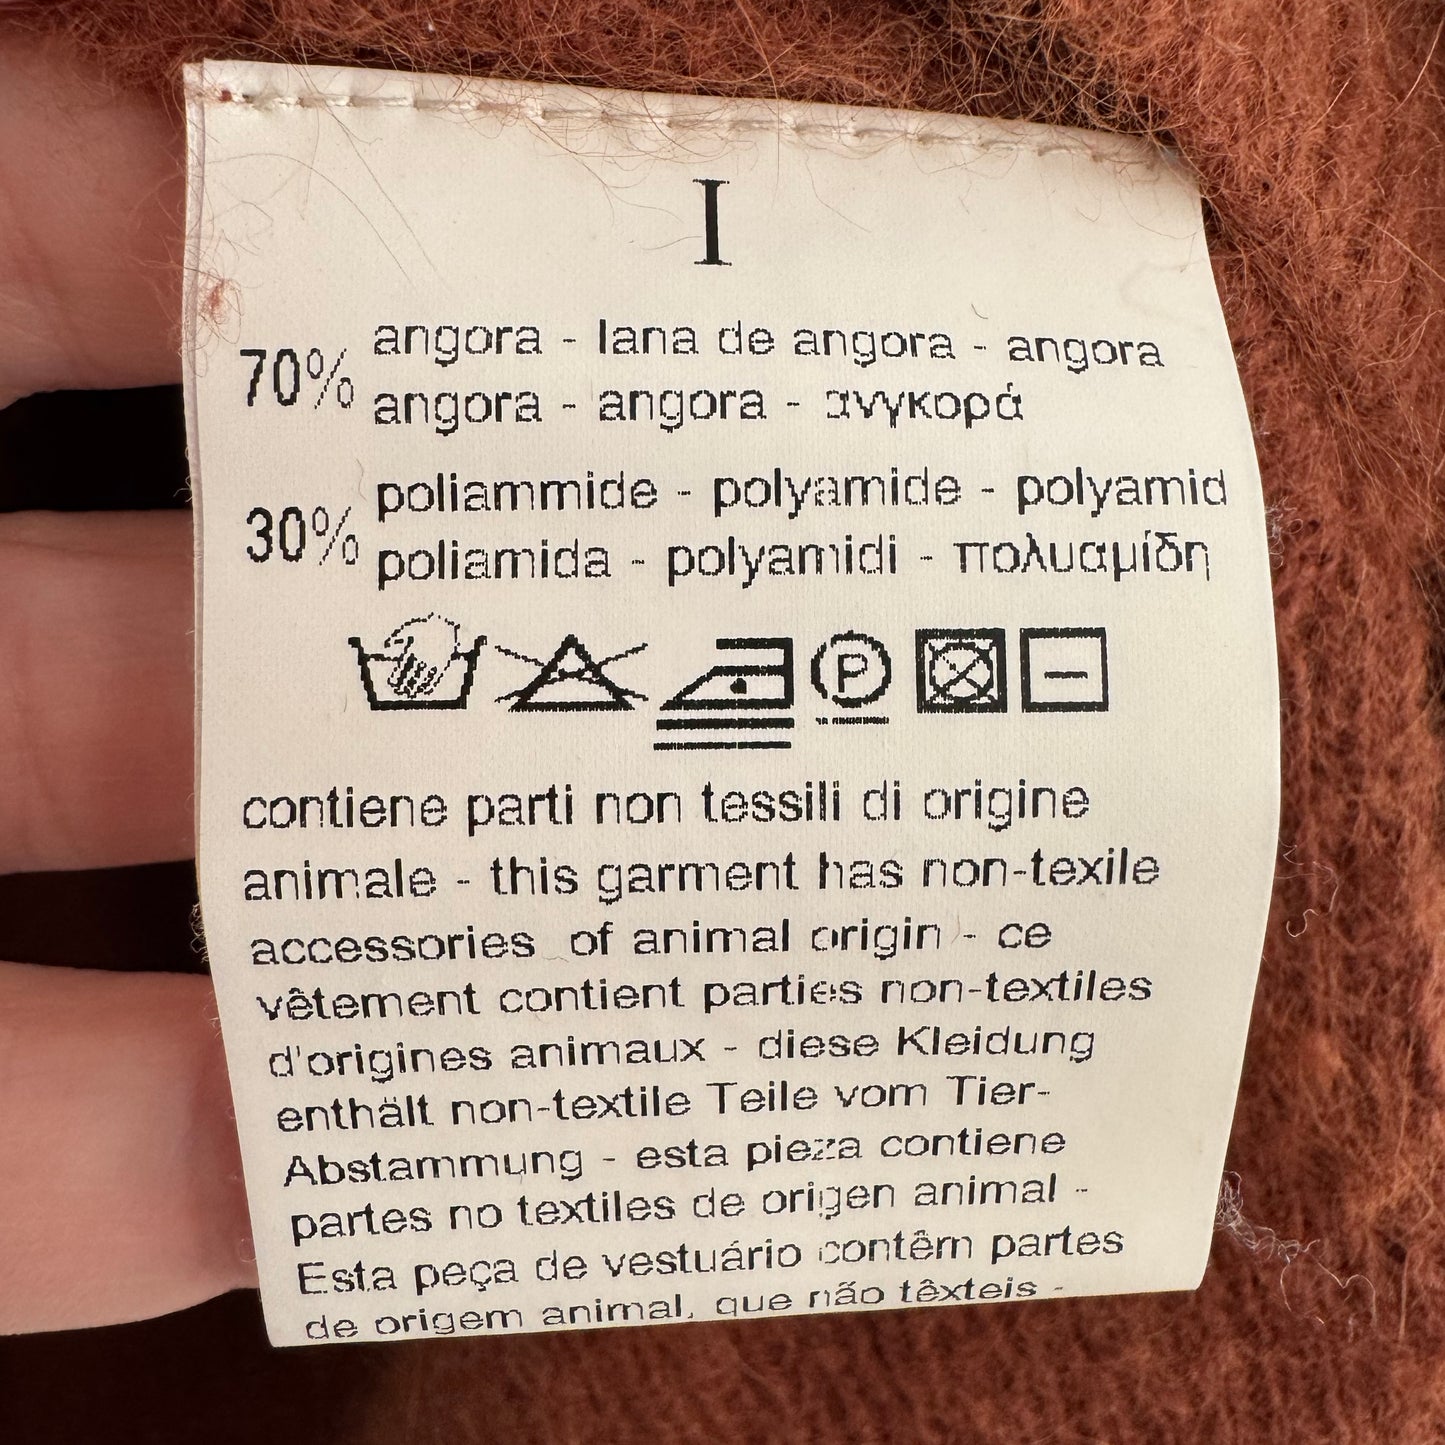 I
70% angora - lana de angora - angora
angora - angora - ανγκορά
30% poliammide - polyamide - polyamid
poliamida - polyamidi - πολυαμίδη
P
contiene parti non tessili di origine
animale - this garment has non-texile
accessories of animal origin - ce
vêtement contient parties non-textiles
d'origines animaux - diese Kleidung
enthält non-textile Teile vom Tier-
Abstammung - esta pieza contiene
partes no textiles de origen animal -
Esta peça de vestuário contêm partes
de origem animal, que não têxteis -